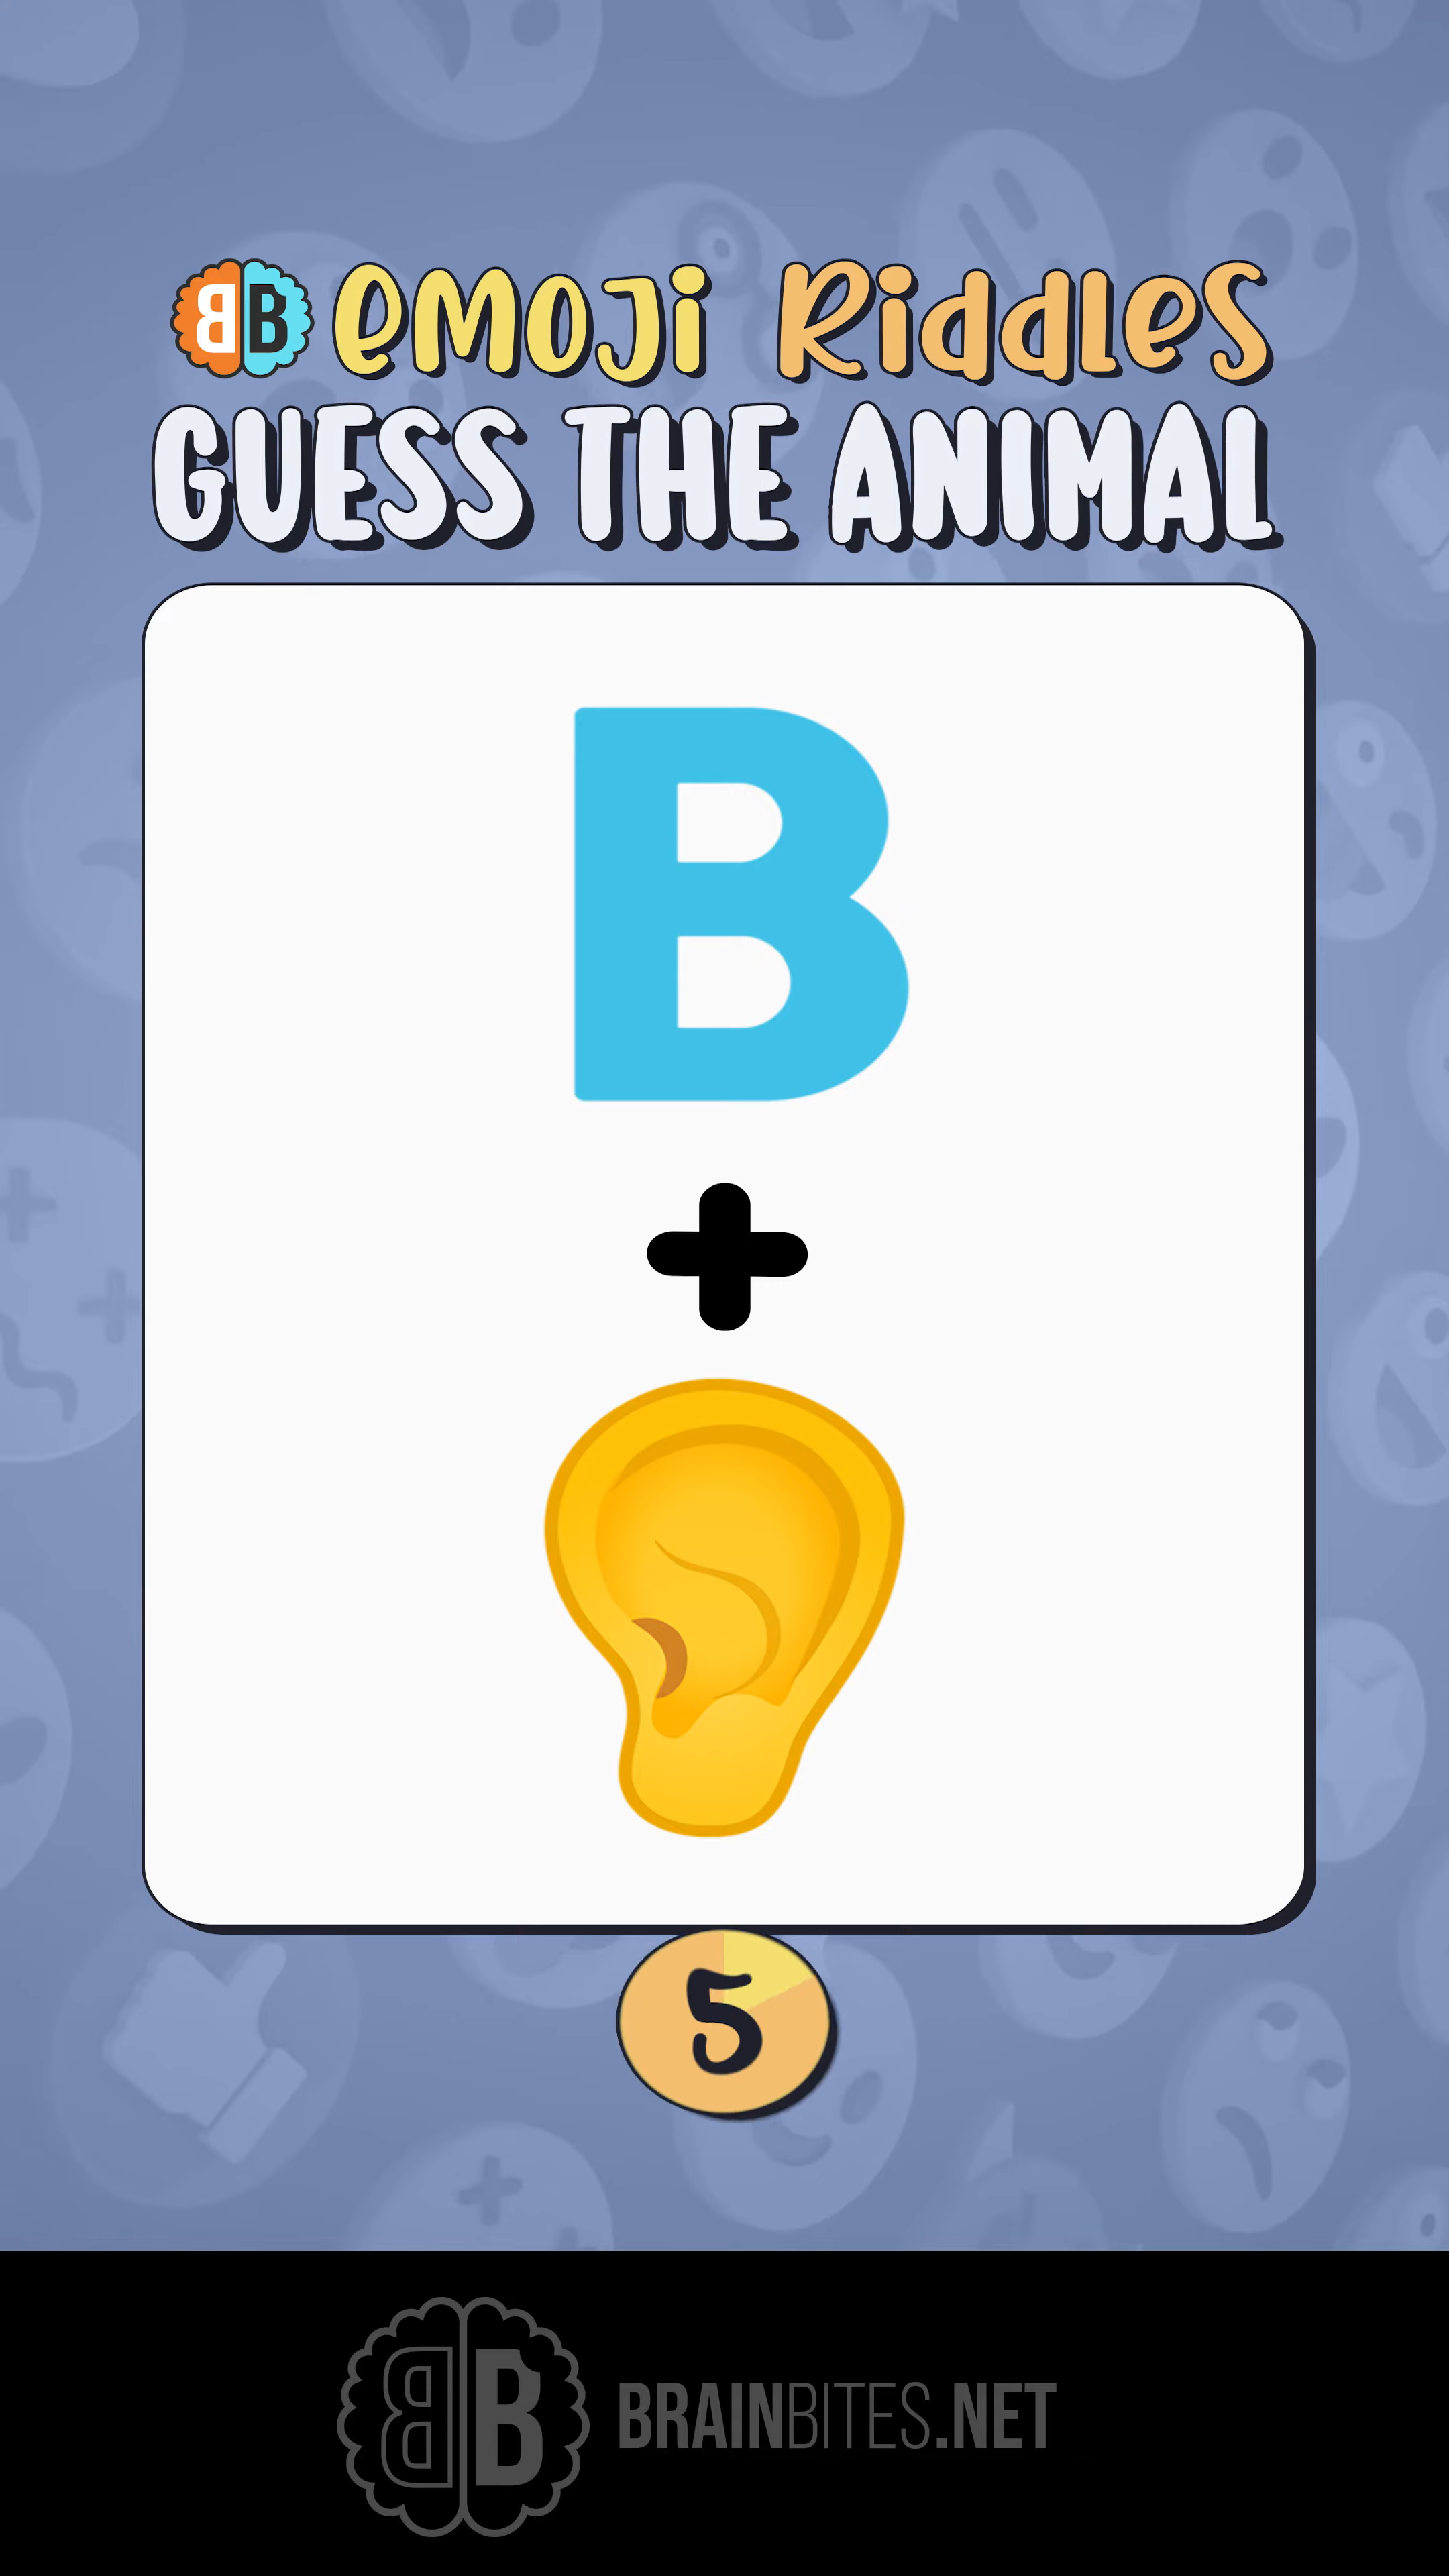 BB emoji Riddles
GUESS THE ANIMAL
B
+
5
BB BRAINBITES.NET